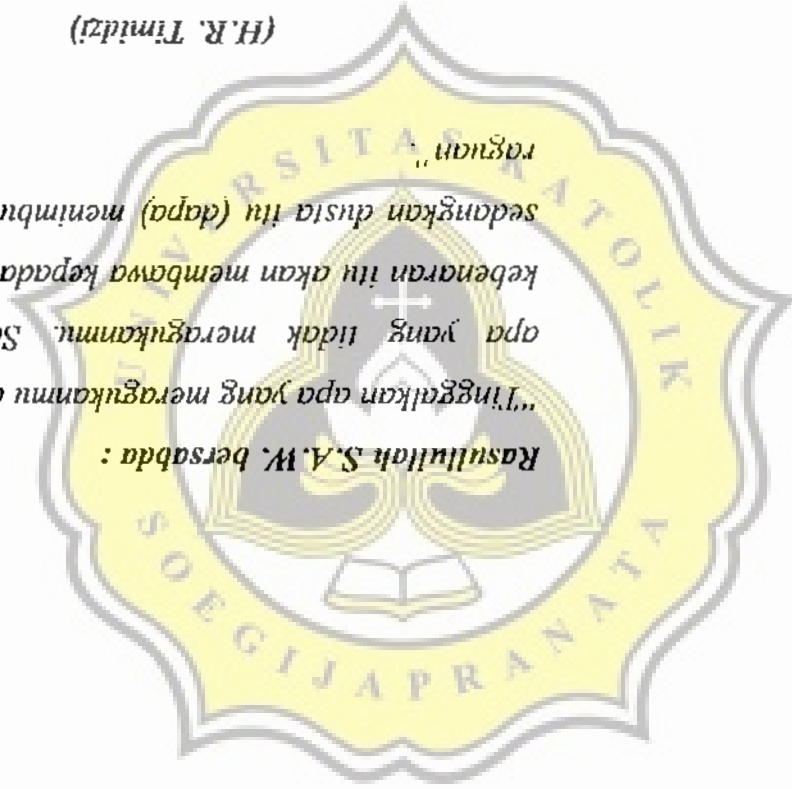 Rasulullah S.A.W. bersabda :
"Tinggalkan apa yang meragukanmu
apa yang tidak meragukanmu.
kebenaran itu akan membawa kepada
sedangkan dusta itu (dapa)
raguan".
(H.R. Timidzi)
UNIVERSITAS KATOLIK
SOEGIJAPRANATA